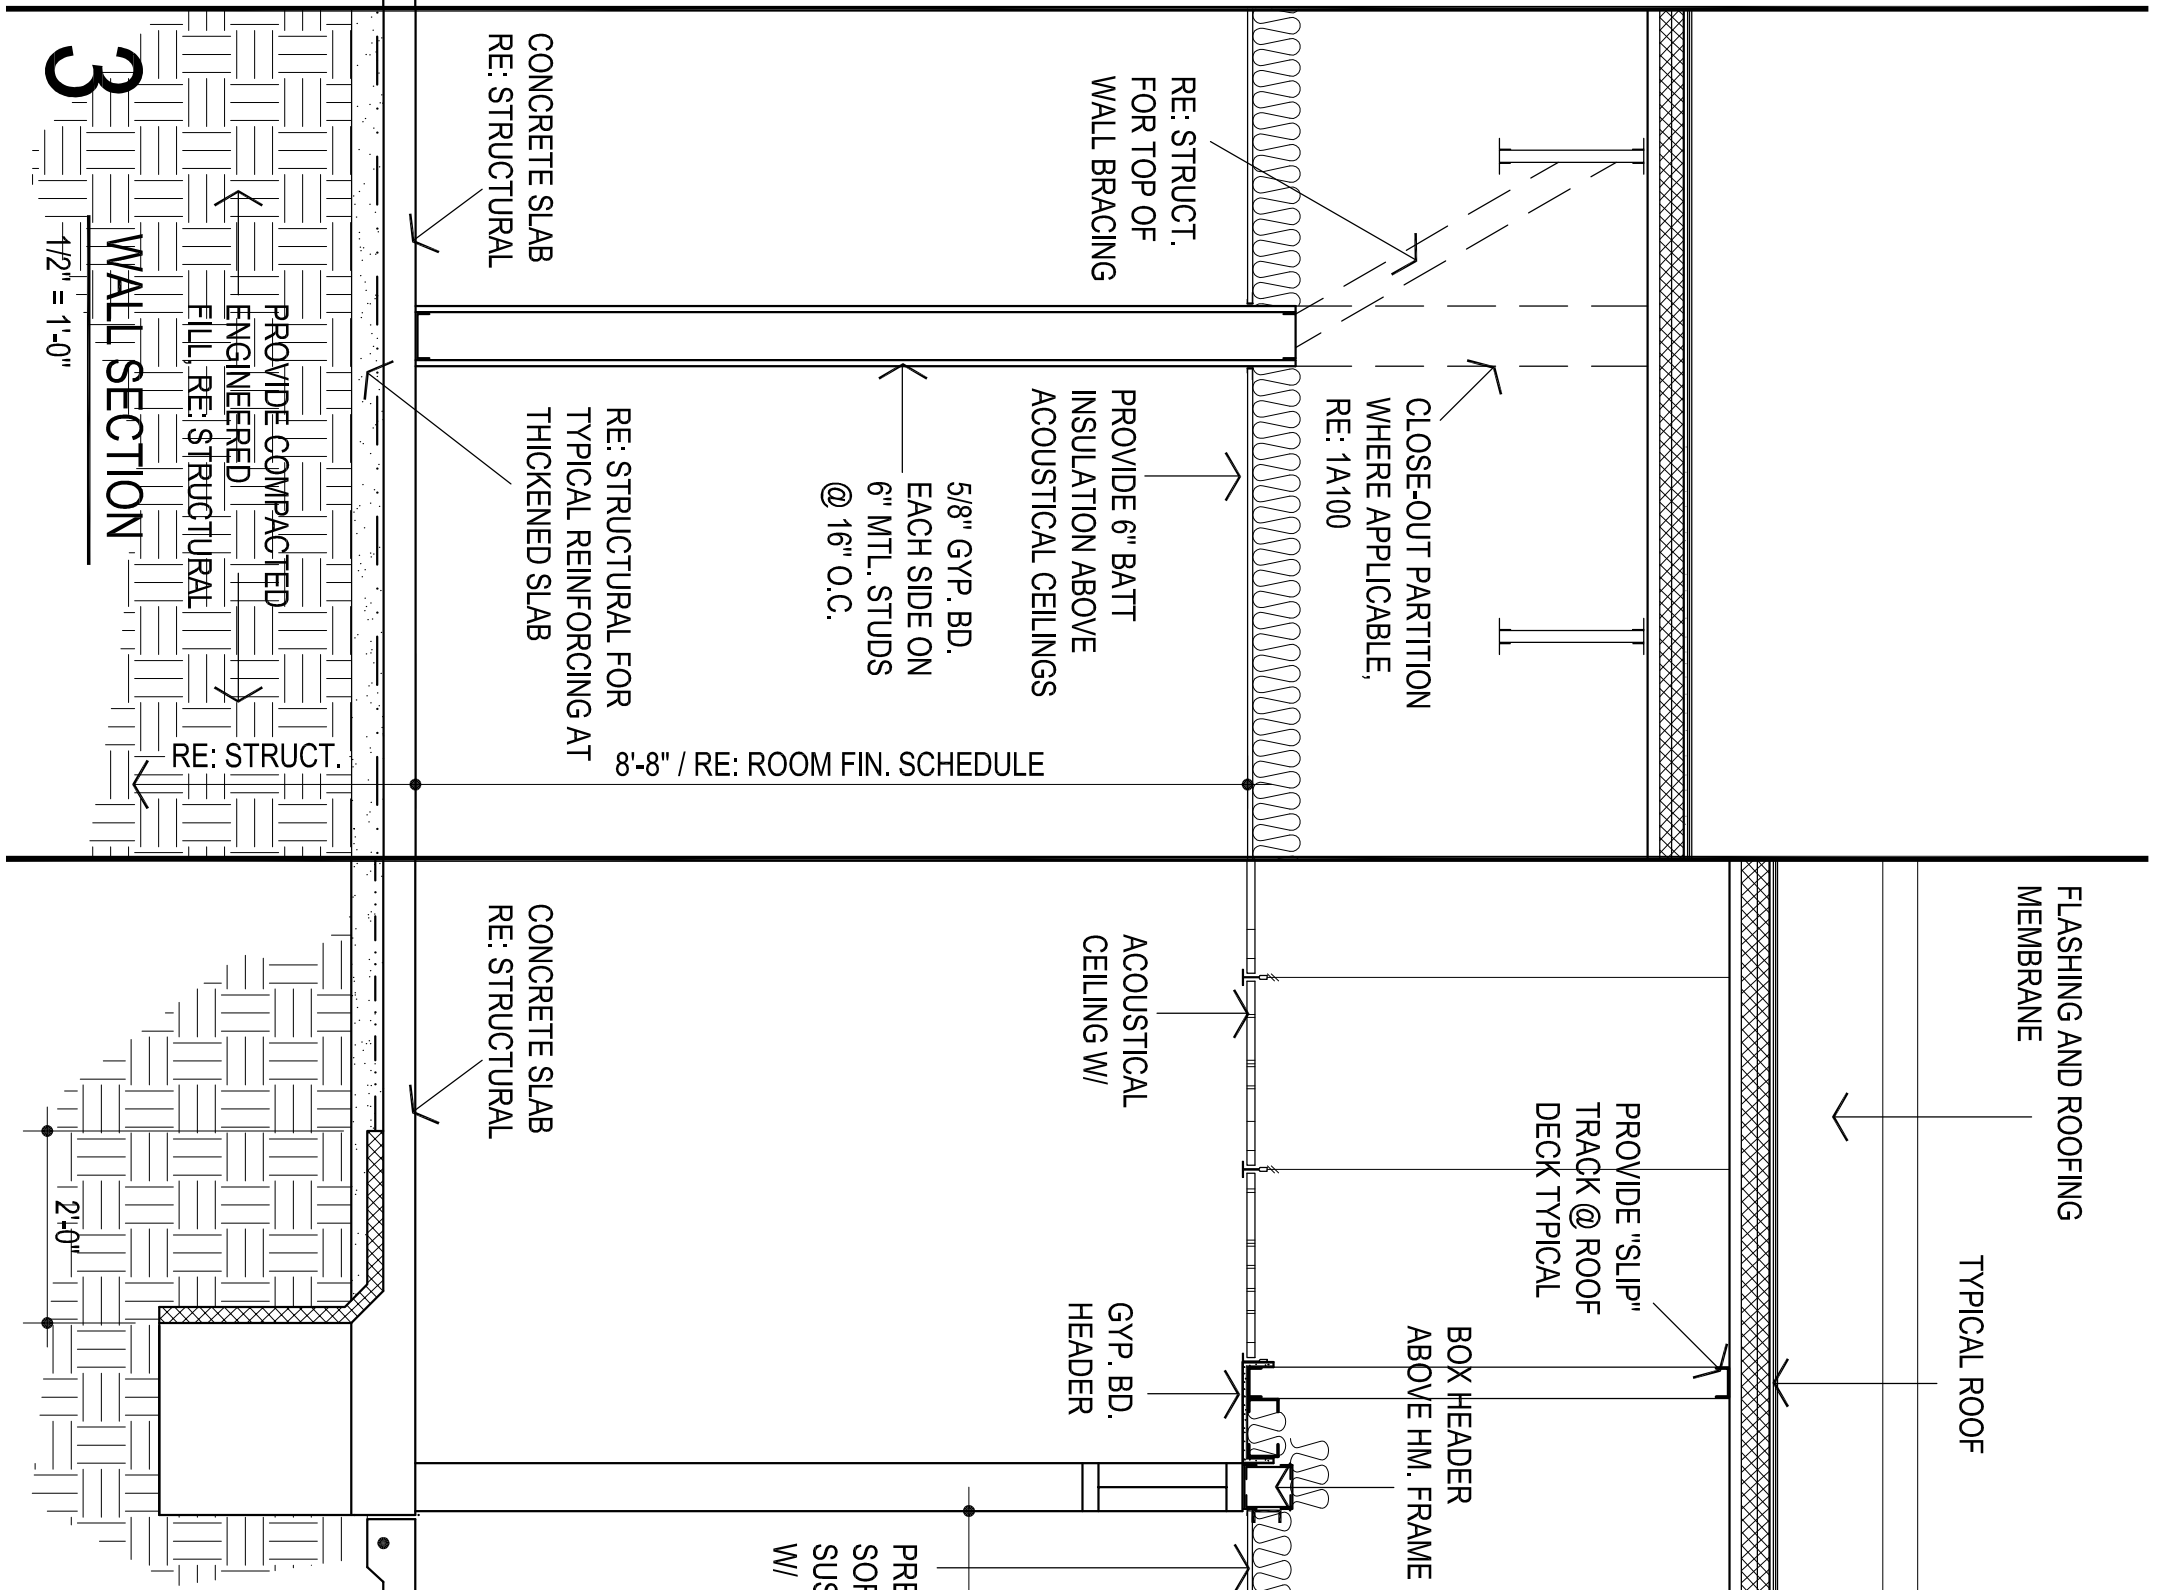 RE: STRUCT.
FOR TOP OF
WALL BRACING
CONCRETE SLAB
RE: STRUCTURAL
CLOSE-OUT PARTITION
WHERE APPLICABLE,
RE: 1A100
PROVIDE 6" BATT
INSULATION ABOVE
ACOUSTICAL CEILINGS
5/8" GYP. BD.
EACH SIDE ON
6" MTL. STUDS
@ 16" O.C.
RE: STRUCTURAL FOR
TYPICAL REINFORCING AT
THICKENED SLAB
8'-8" / RE: ROOM FIN. SCHEDULE
RE: STRUCT.
PROVIDE COMPACTED
ENGINEERED
FILL, RE: STRUCTURAL
3
WALL SECTION
1/2" = 1'-0"
FLASHING AND ROOFING
MEMBRANE
TYPICAL ROOF
PROVIDE "SLIP"
TRACK @ ROOF
DECK TYPICAL
BOX HEADER
ABOVE HM. FRAME
ACOUSTICAL
CEILING W/
GYP. BD.
HEADER
PRE
SOF
SUS
W/
CONCRETE SLAB
RE: STRUCTURAL
2'-0"